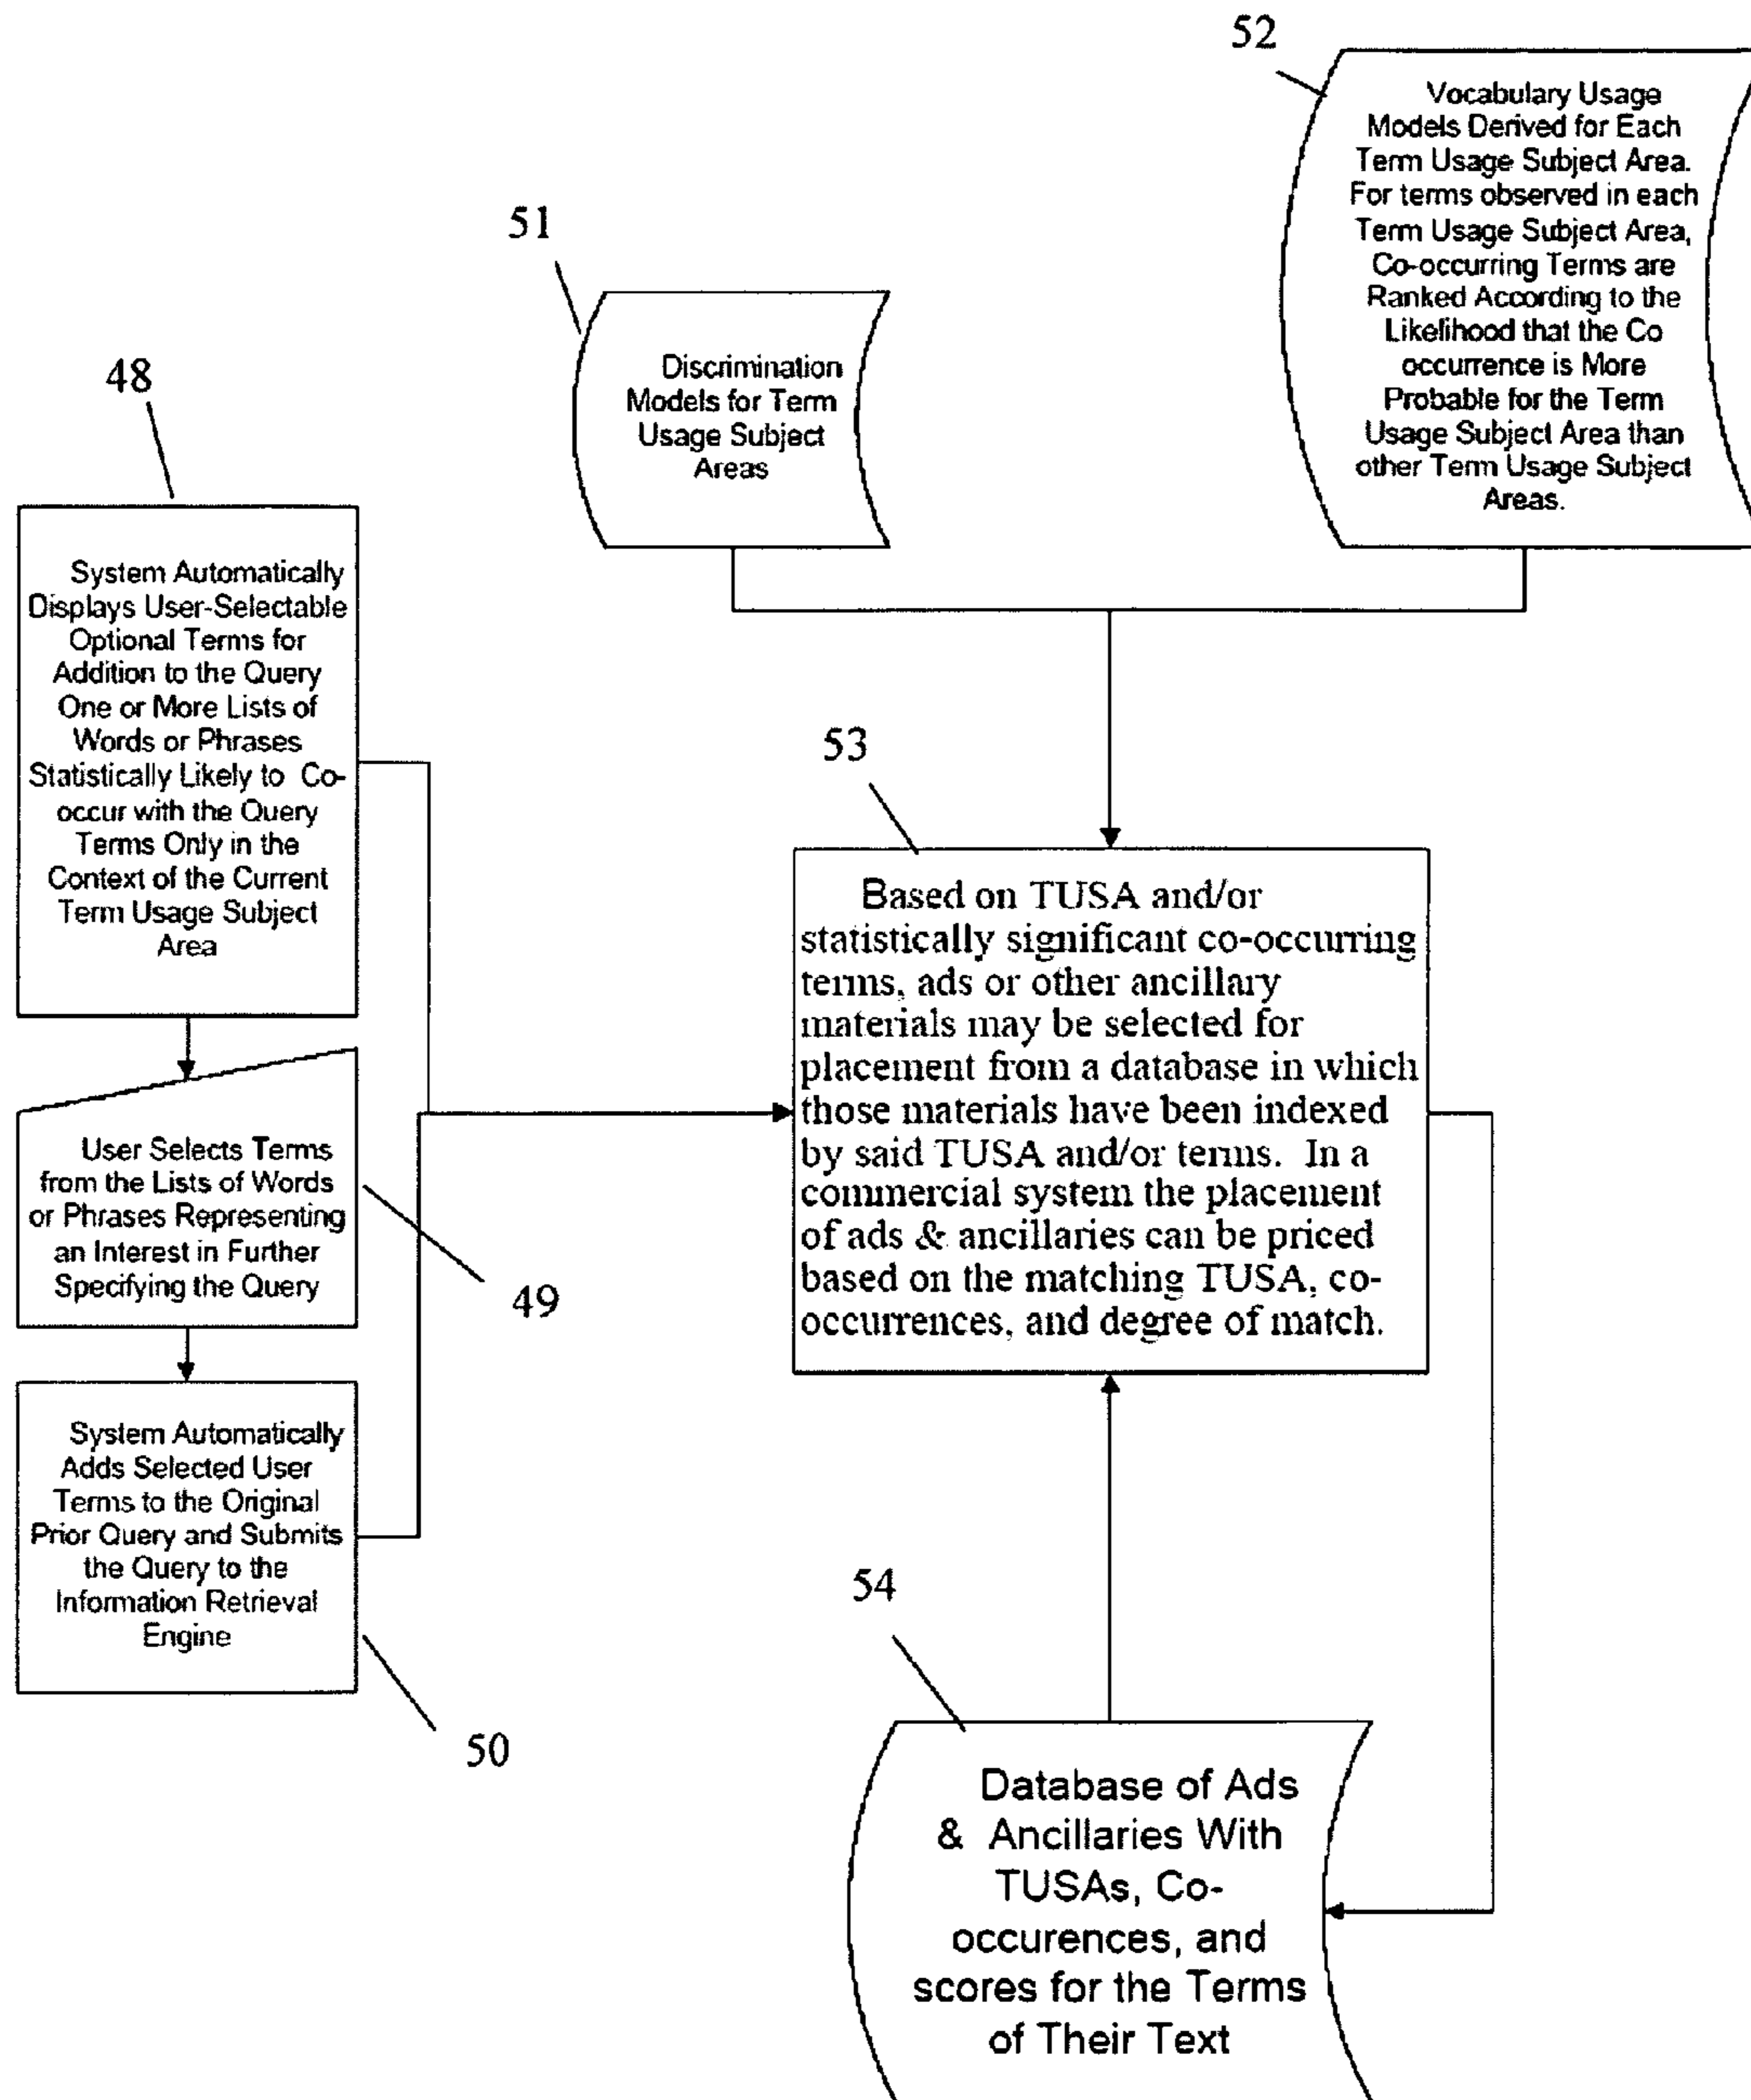 52
Vocabulary Usage
Models Derived for Each
Term Usage Subject Area.
For terms observed in each
Term Usage Subject Area,
Co-occurring Terms are
Ranked According to the
Likelihood that the Co
occurrence is More
Probable for the Term
Usage Subject Area than
other Term Usage Subject
Areas.
51
Discrimination
Models for Term
Usage Subject
Areas
48
System Automatically
Displays User-Selectable
Optional Terms for
Addition to the Query
One or More Lists of
Words or Phrases
Statistically Likely to Co-
occur with the Query
Terms Only in the
Context of the Current
Term Usage Subject
Area
53
Based on TUSA and/or
statistically significant co-occurring
terms, ads or other ancillary
materials may be selected for
placement from a database in which
those materials have been indexed
by said TUSA and/or terms. In a
commercial system the placement
of ads & ancillaries can be priced
based on the matching TUSA, co-
occurrences, and degree of match.
User Selects Terms
from the Lists of Words
or Phrases Representing
an Interest in Further
Specifying the Query
49
System Automatically
Adds Selected User
Terms to the Original
Prior Query and Submits
the Query to the
Information Retrieval
Engine
50
54
Database of Ads
& Ancillaries With
TUSAs, Co-
occurences, and
scores for the Terms
of Their Text